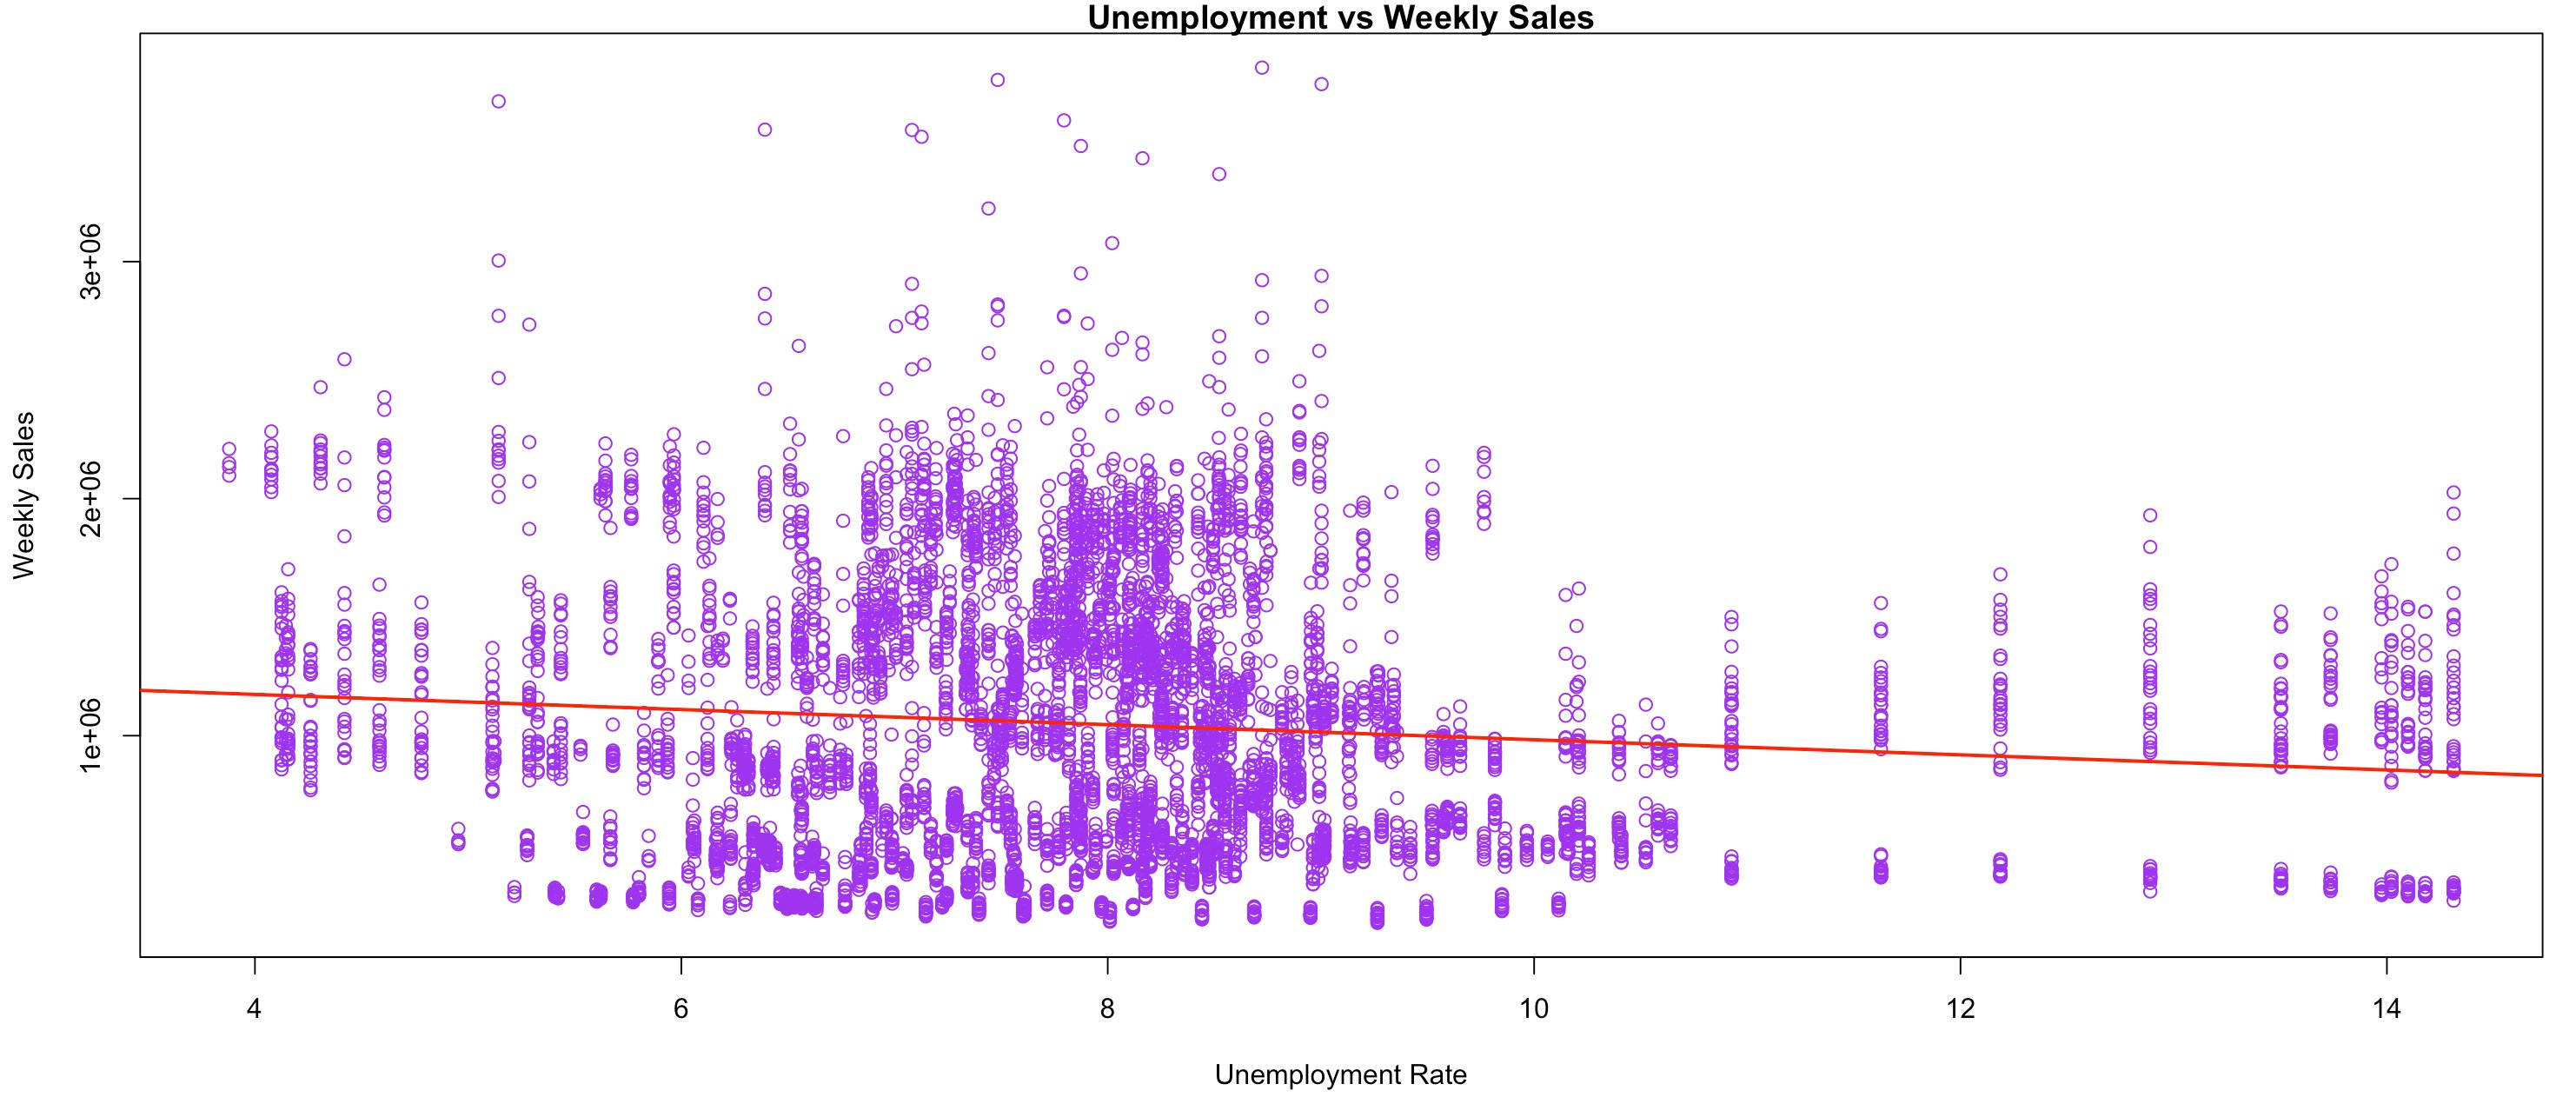 Unemployment vs Weekly Sales
Weekly Sales
3e+06
2e+06
1e+06
4 6 8 10 12 14
Unemployment Rate